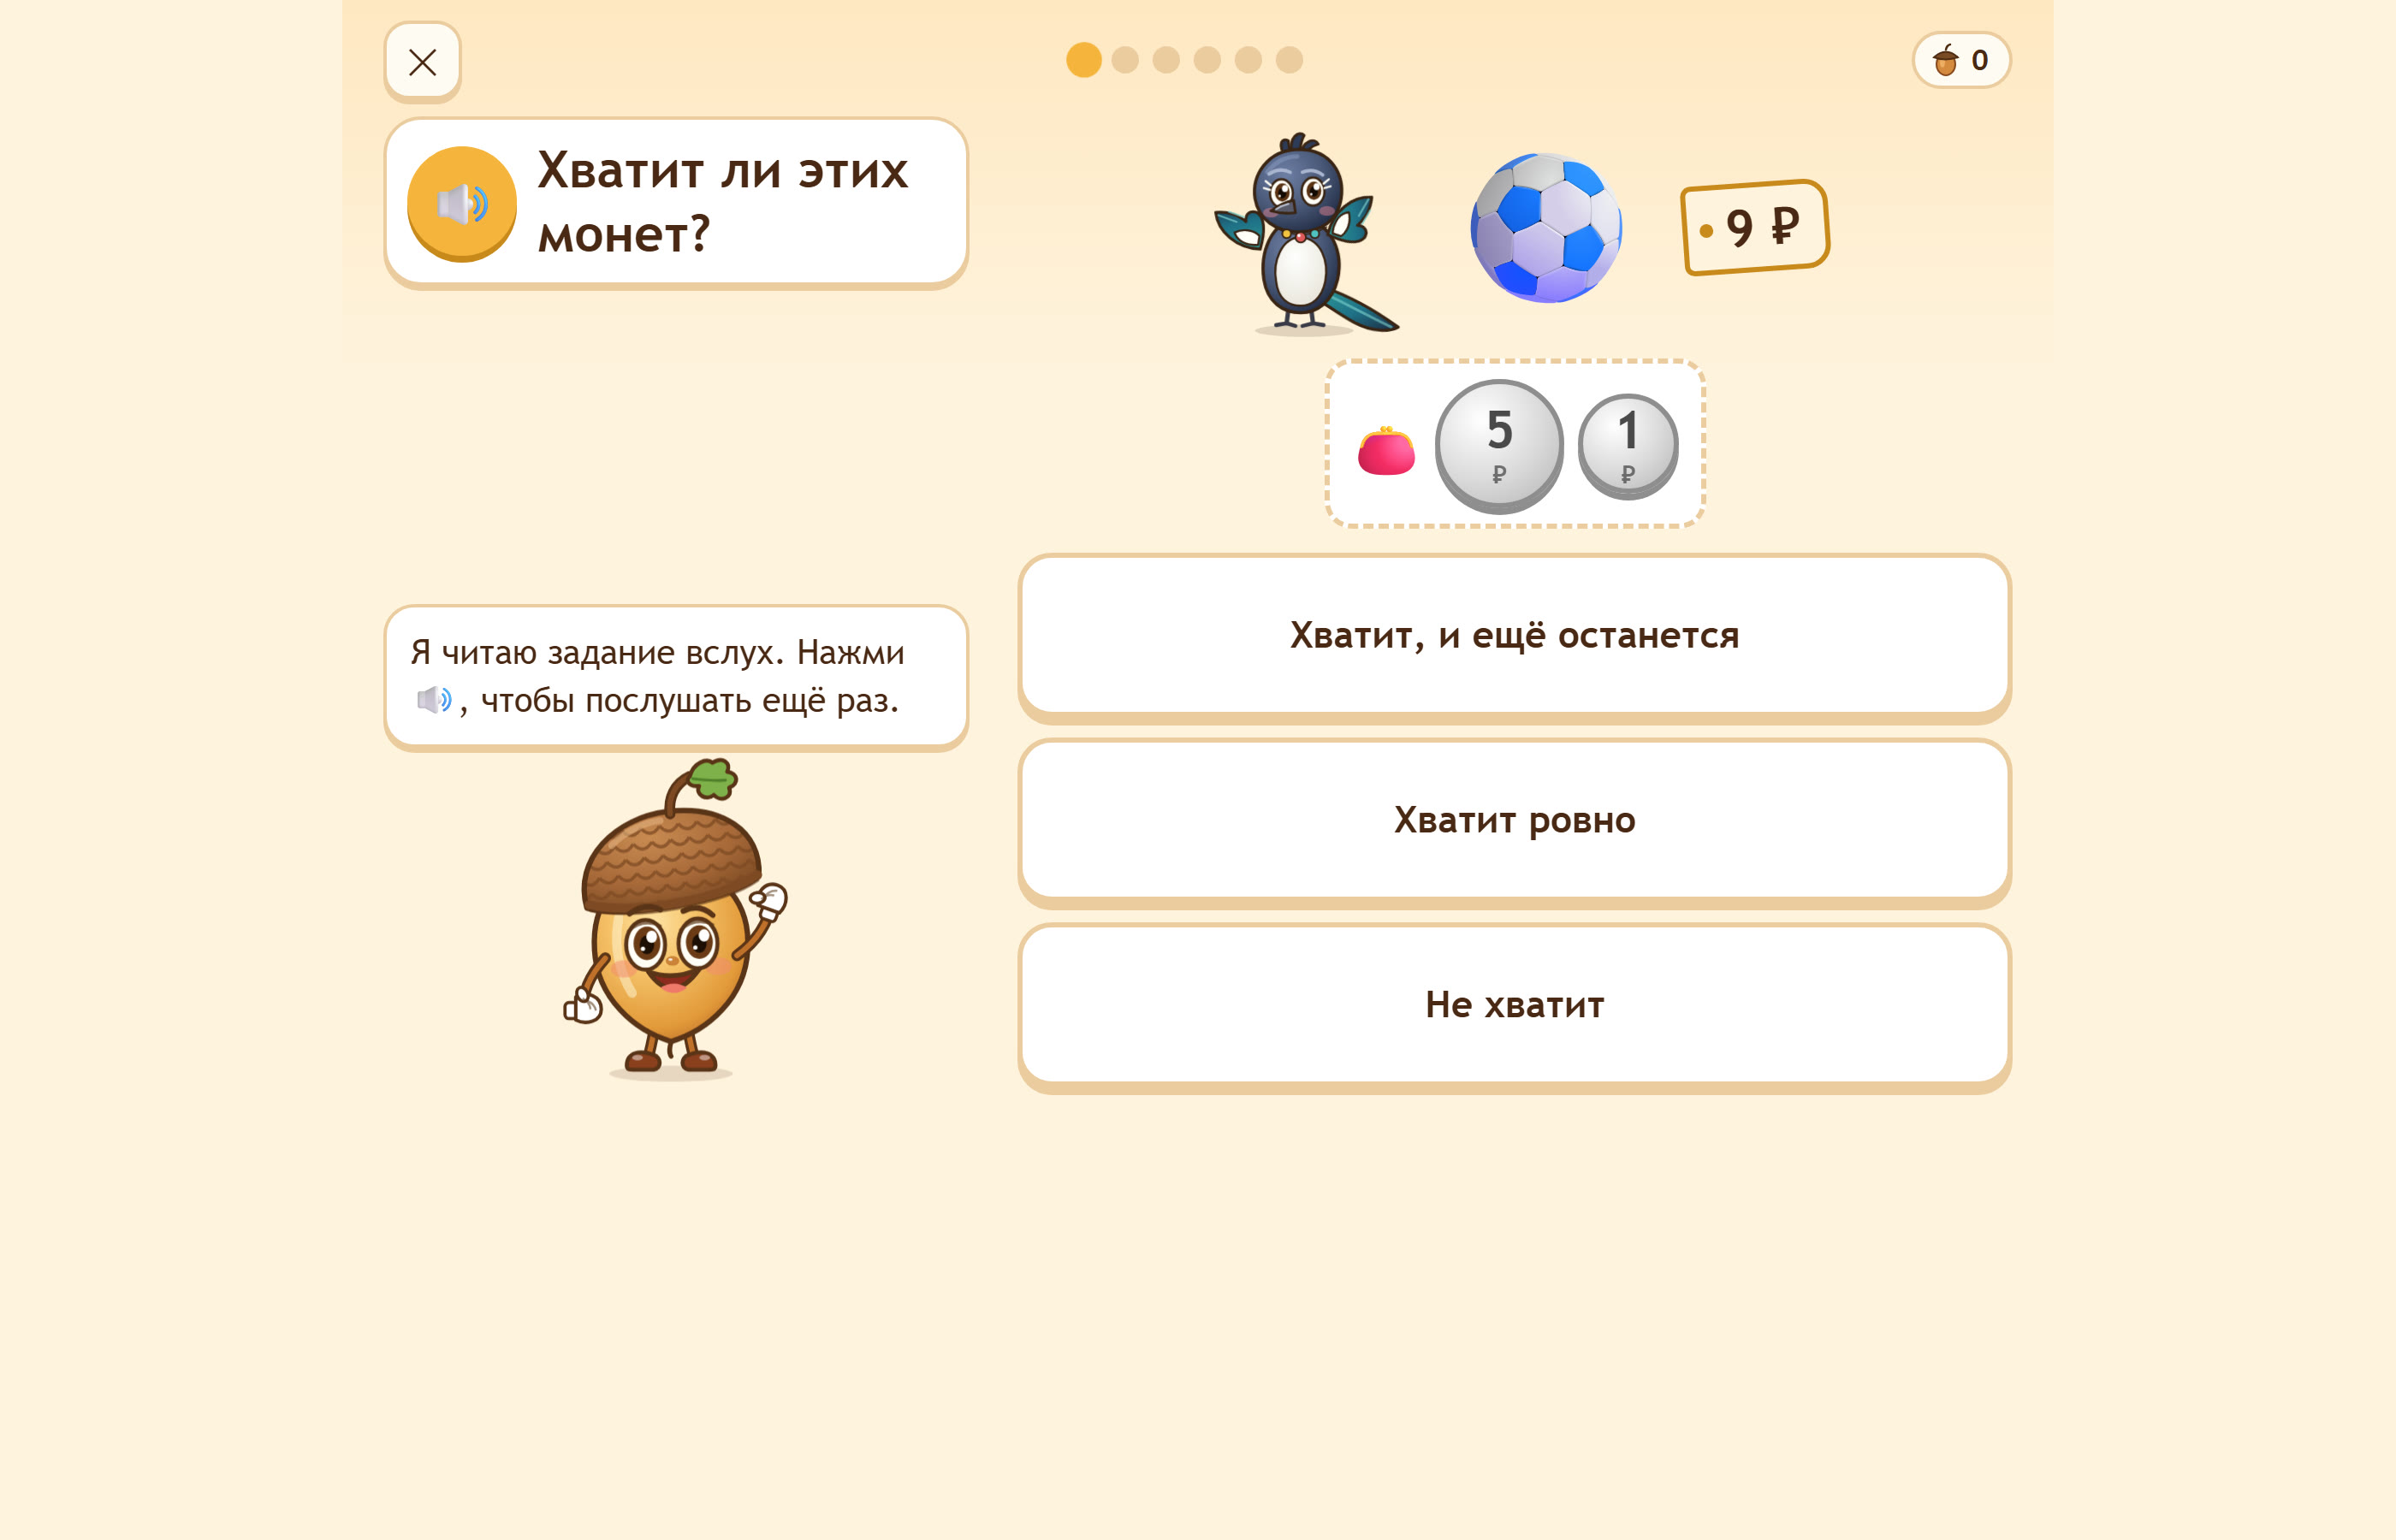 0
Хватит ли этих
монет?
9 ₽
5
₽
1
₽
Я читаю задание вслух. Нажми
, чтобы послушать ещё раз.
Хватит, и ещё останется
Хватит ровно
Не хватит